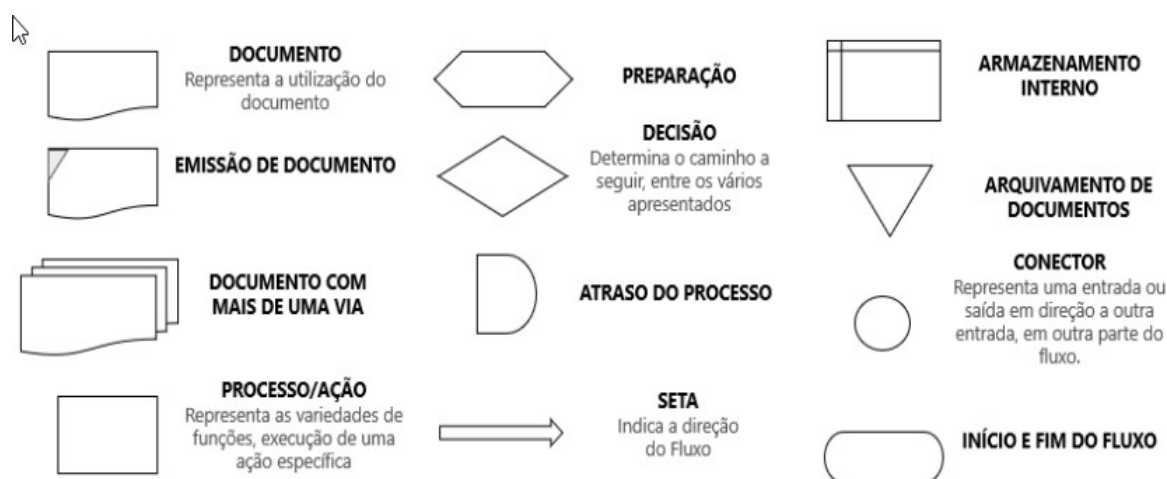 DOCUMENTO
Representa a utilização do
documento
EMISSÃO DE DOCUMENTO
DOCUMENTO COM
MAIS DE UMA VIA
PROCESSO/AÇÃO
Representa as variedades de
funções, execução de uma
ação específica
PREPARAÇÃO
DECISÃO
Determina o caminho a
seguir, entre os vários
apresentados
ATRASO DO PROCESSO
SETA
Indica a direção
do Fluxo
ARMAZENAMENTO
INTERNO
ARQUIVAMENTO DE
DOCUMENTOS
CONECTOR
Representa uma entrada ou
saída em direção a outra
entrada, em outra parte do
fluxo.
INÍCIO E FIM DO FLUXO